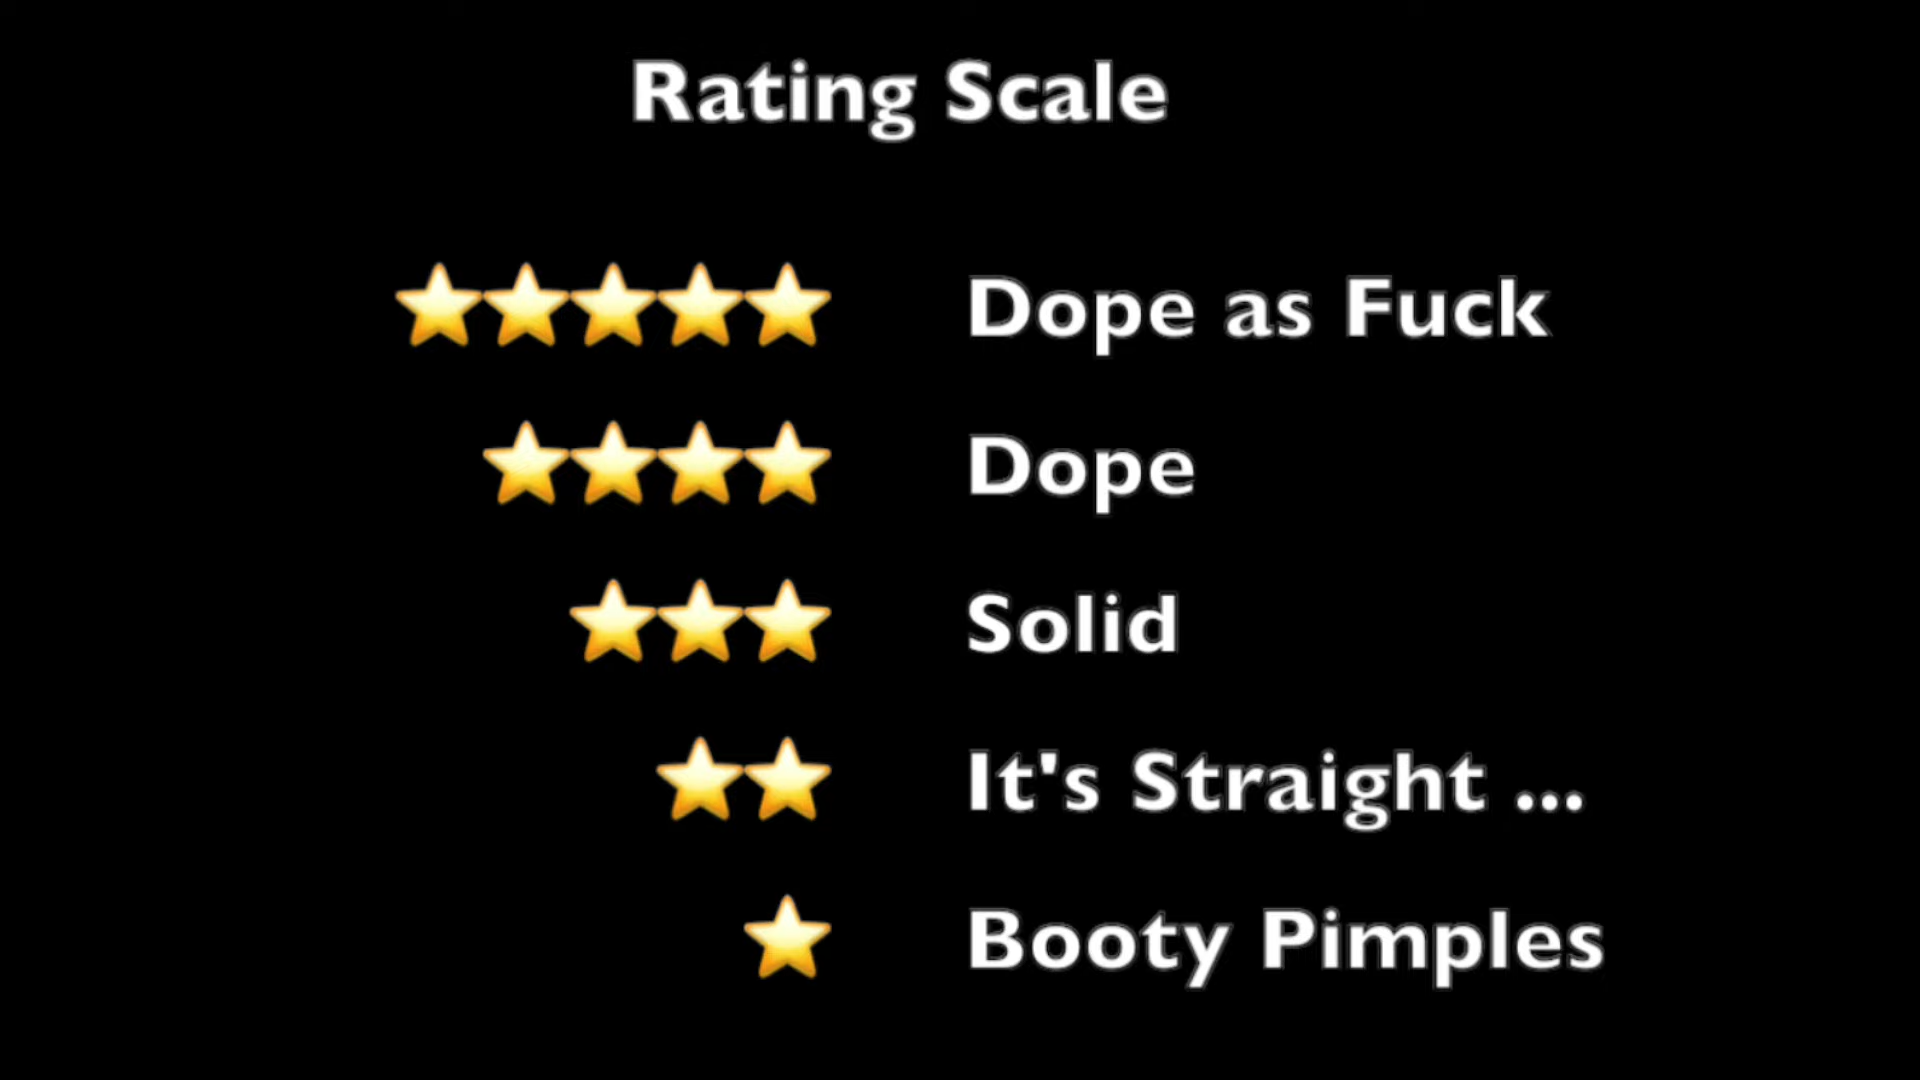 Rating Scale
⭐⭐⭐⭐⭐ Dope as Fuck
⭐⭐⭐⭐ Dope
⭐⭐⭐ Solid
⭐⭐ It's Straight ...
⭐ Booty Pimples